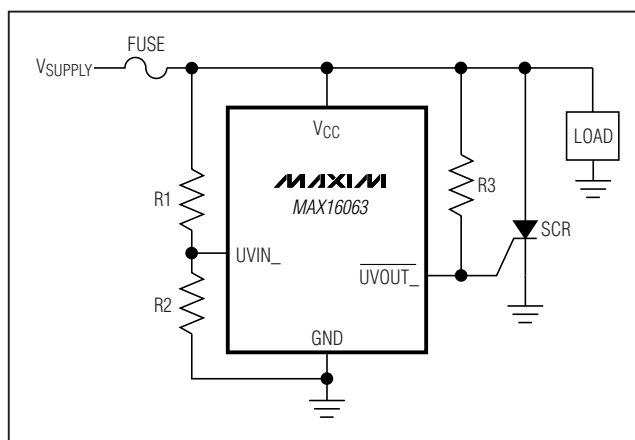 FUSE
VSUPPLY
VCC
LOAD
MAXIM
R3
R1
MAX16063
SCR
UVIN_
UVOUT_
R2
GND